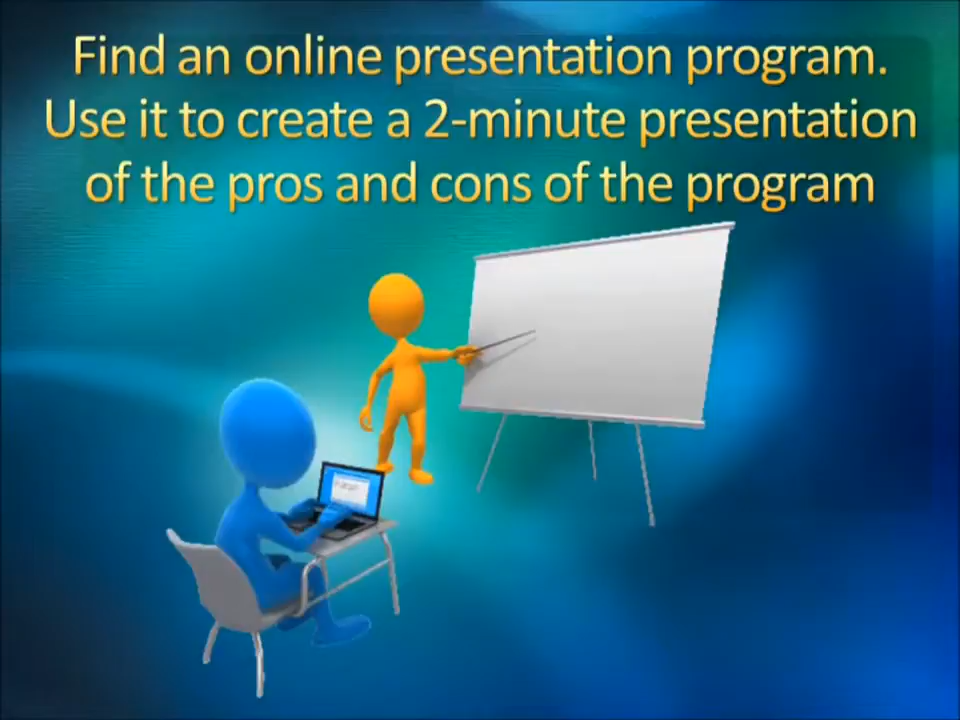 Find an online presentation program.
Use it to create a 2-minute presentation
of the pros and cons of the program